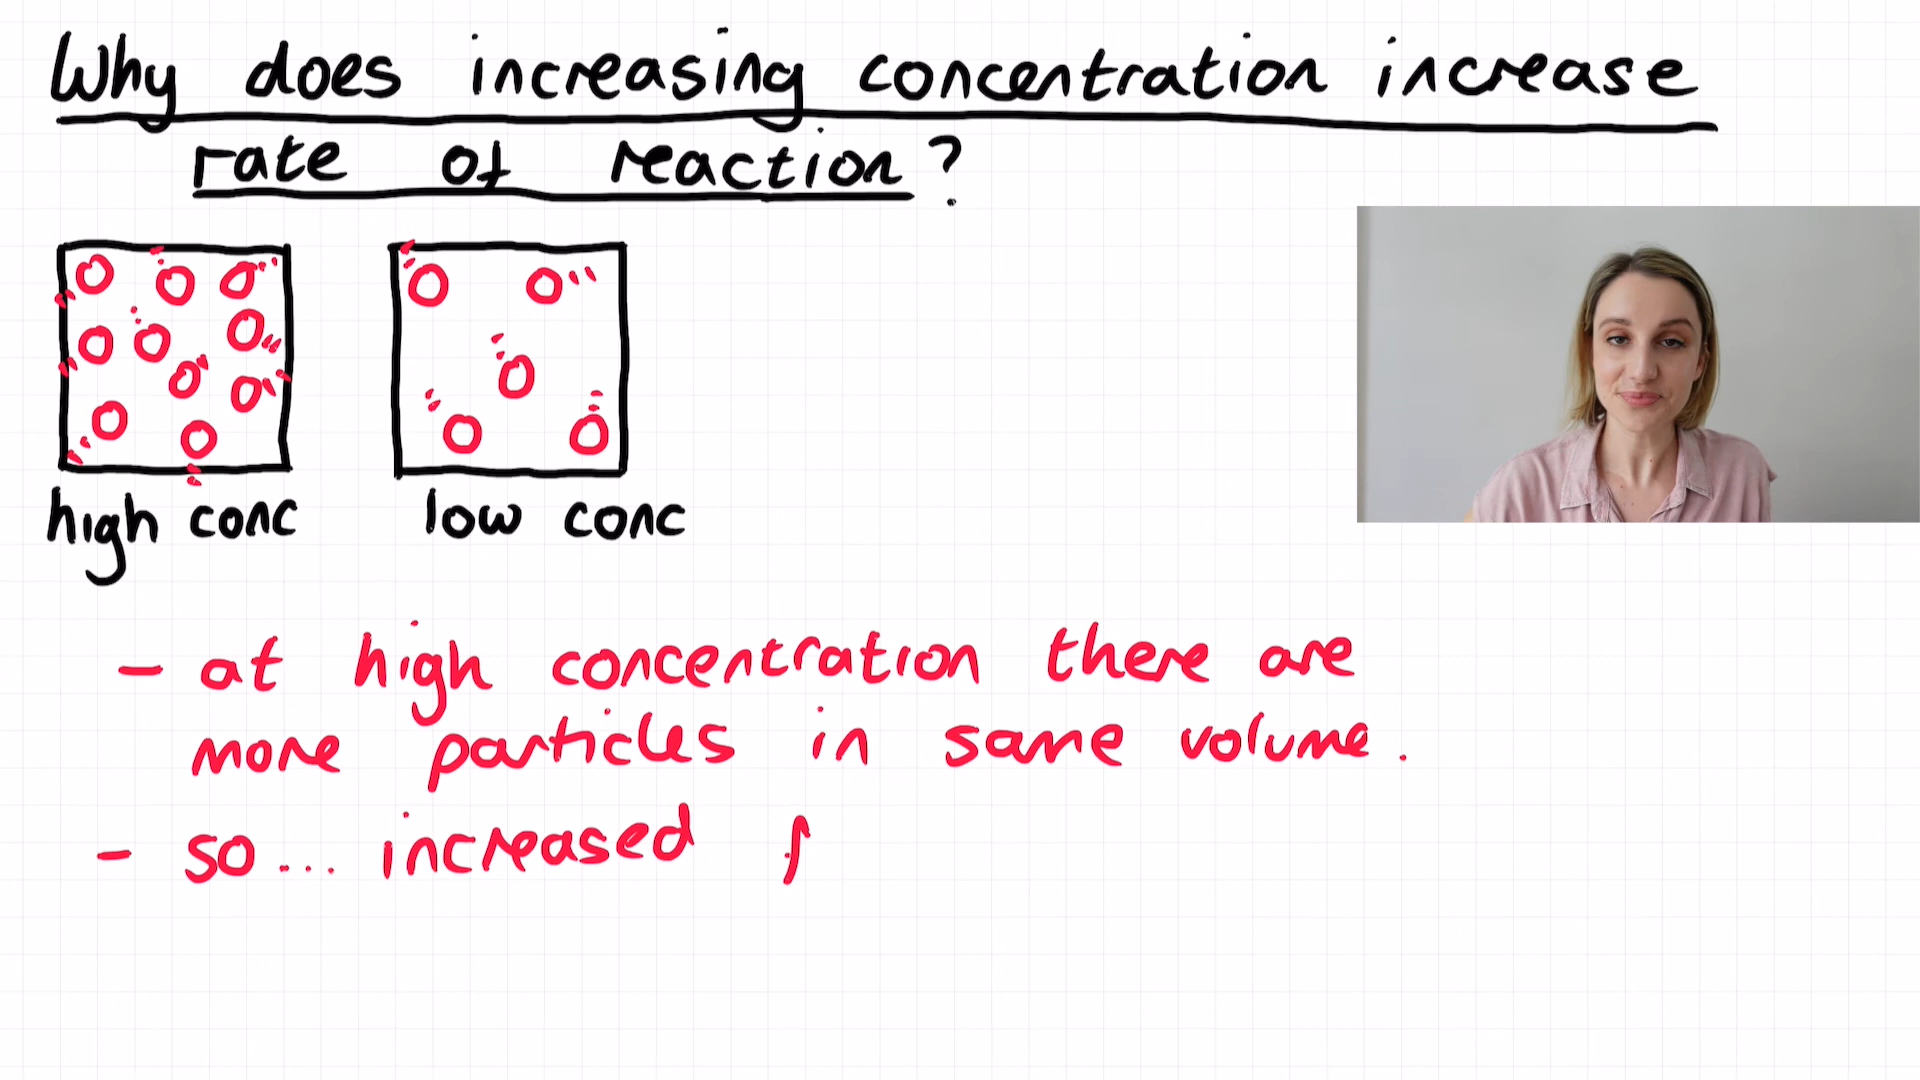 Why does increasing concentration increase
rate of reaction?
high conc
low conc
- at high concentration there are
more particles in same volume.
- so... increased f